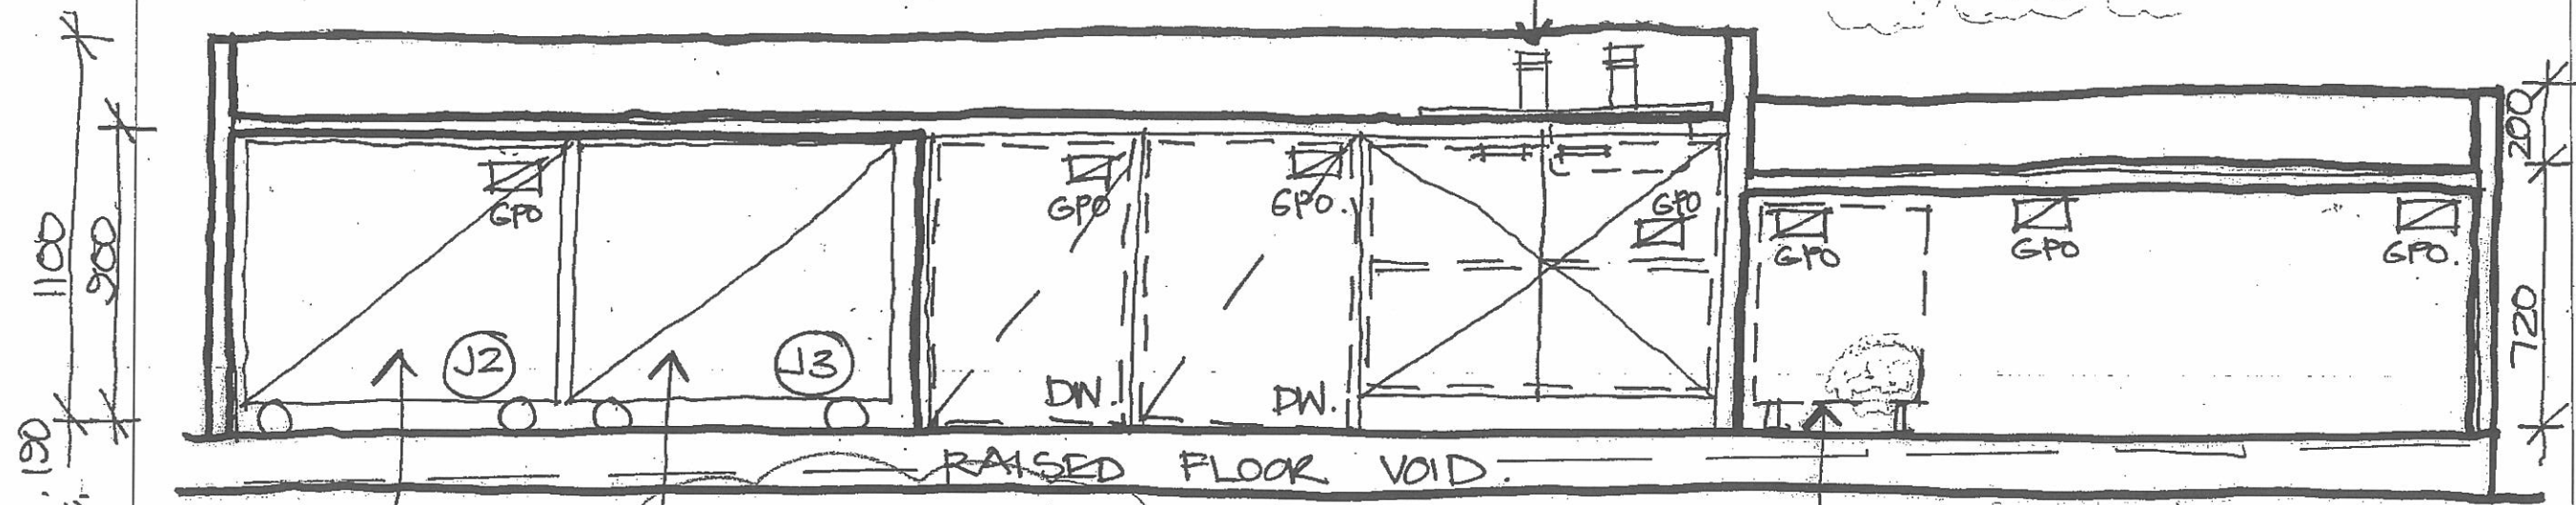 1100
900
190
GPO
J2
J3
GPO
DW.
GPO.
DW.
GPO
GPO
GPO
GPO.
200
720
RAISED FLOOR VOID.